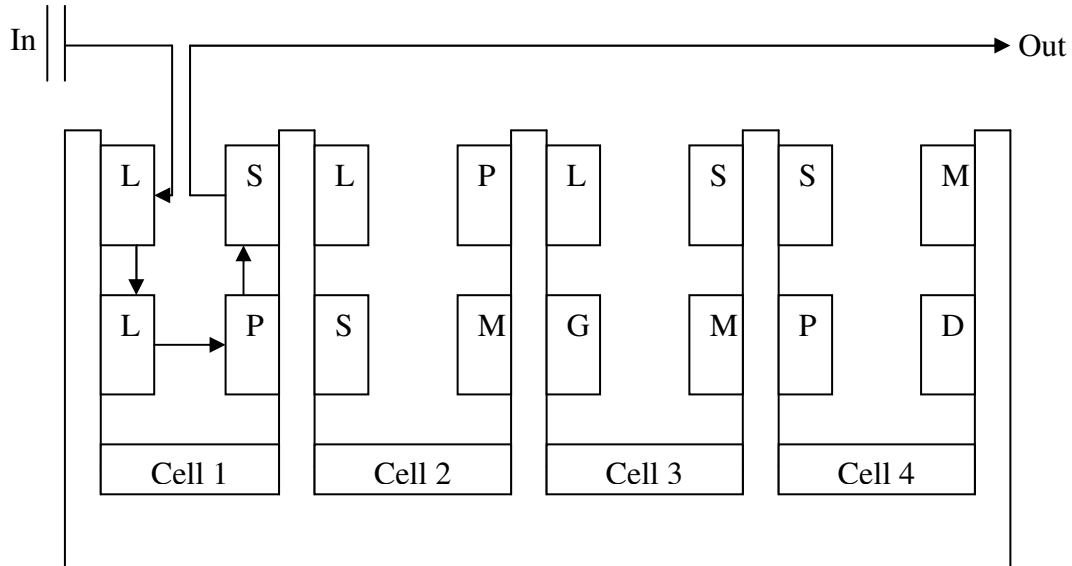 In
Out
L S L P L S S M
L P S M G M P D
Cell 1 Cell 2 Cell 3 Cell 4